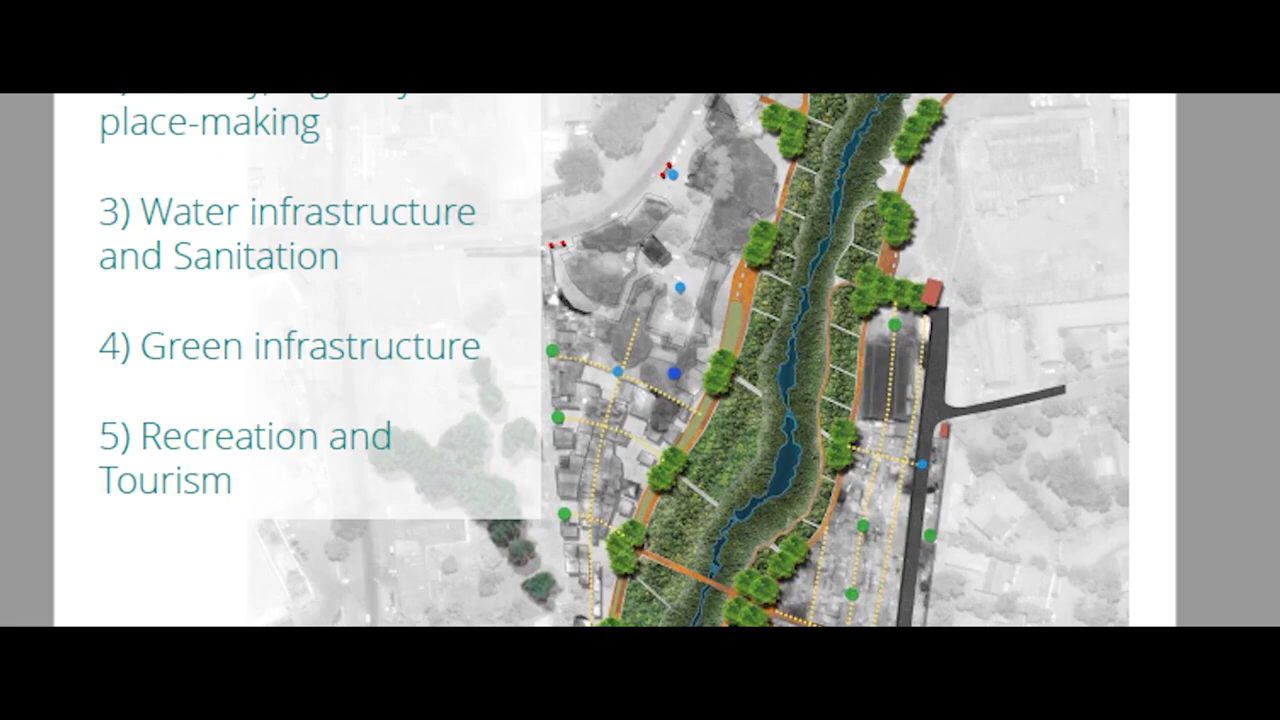 place-making
3) Water infrastructure
and Sanitation
4) Green infrastructure
5) Recreation and
Tourism